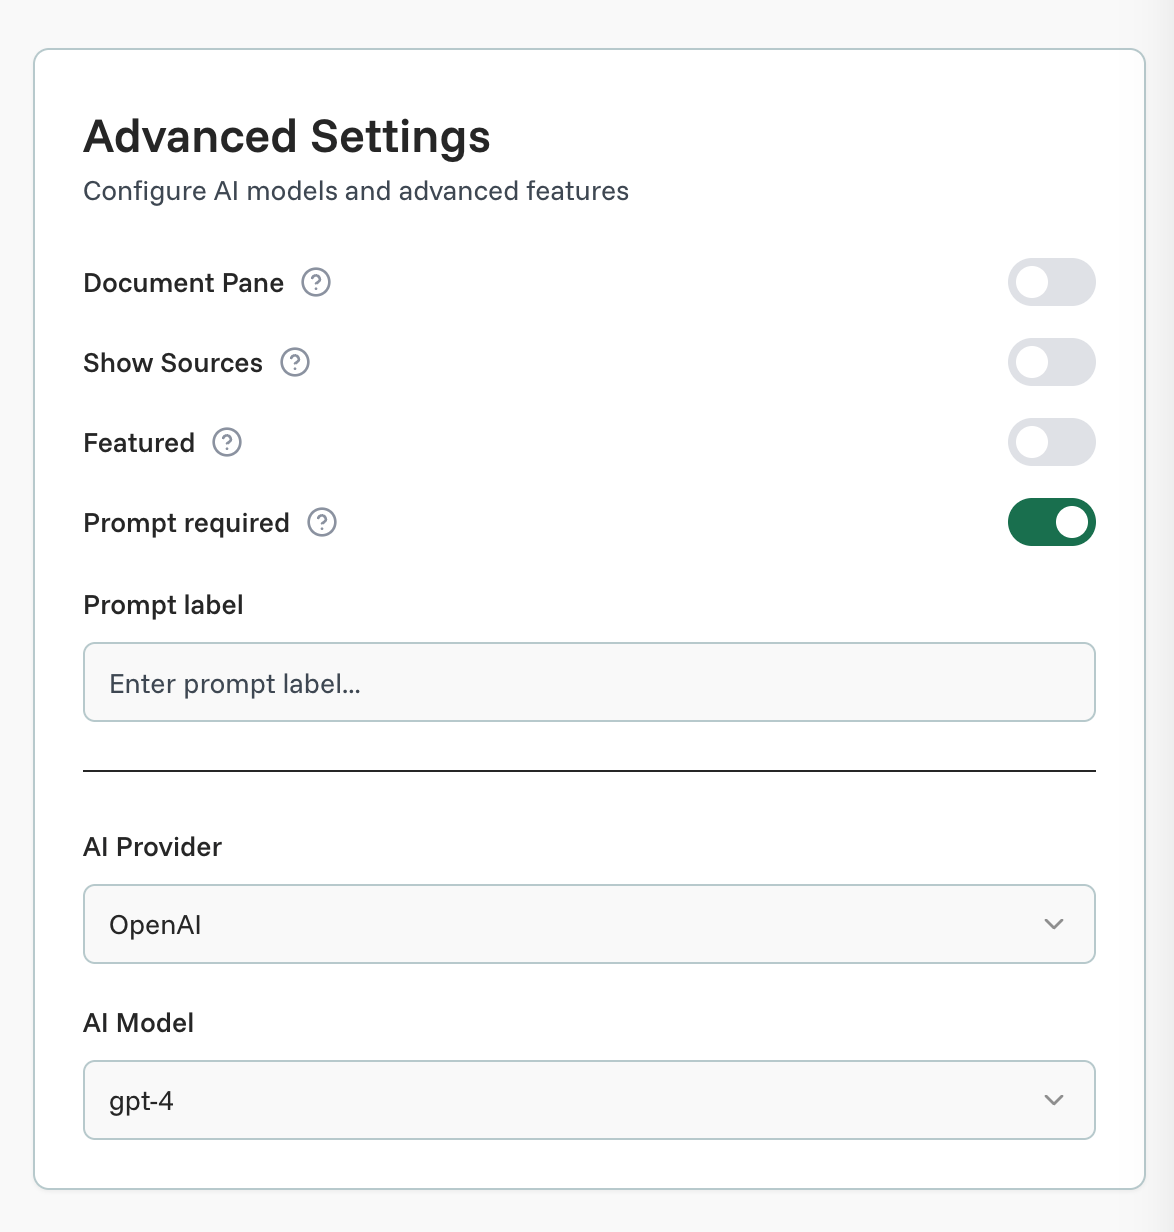 Advanced Settings
Configure AI models and advanced features
Document Pane ?
Show Sources ?
Featured ?
Prompt required ?
Prompt label
Enter prompt label...
AI Provider
OpenAI
AI Model
gpt-4